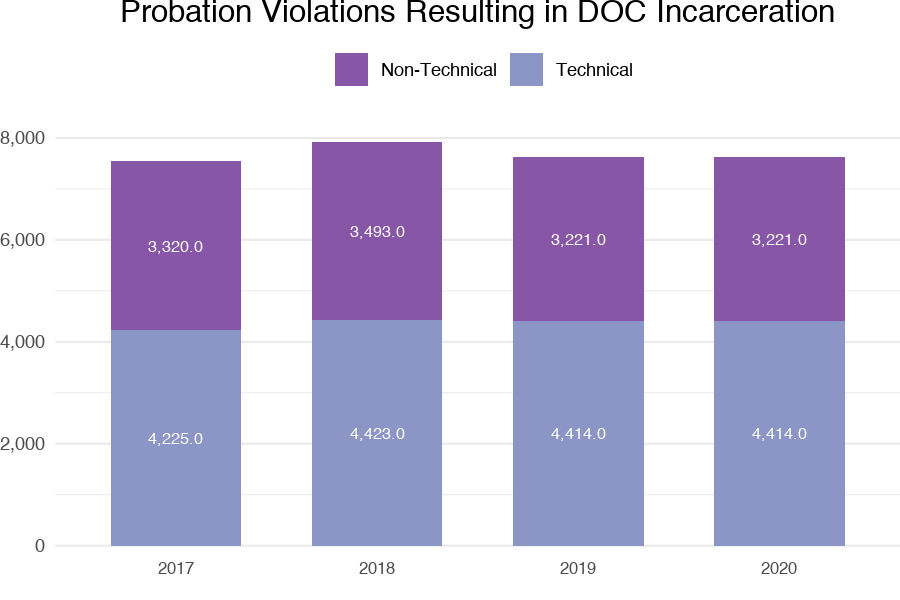 Probation Violations Resulting in DOC Incarceration
Non-Technical Technical
8,000
6,000
4,000
2,000
0
3,320.0 3,493.0 3,221.0 3,221.0
4,225.0 4,423.0 4,414.0 4,414.0
2017 2018 2019 2020